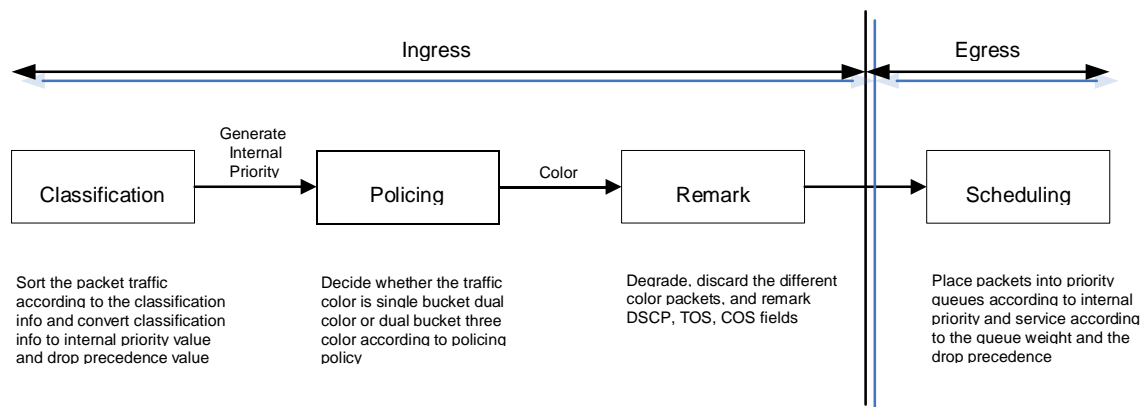 Ingress
Egress
Generate
Internal
Priority
Color
Classification
Policing
Remark
Scheduling
Sort the packet traffic
according to the classification
info and convert classification
info to internal priority value
and drop precedence value
Decide whether the traffic
color is single bucket dual
color or dual bucket three
color according to policing
policy
Degrade, discard the different
color packets, and remark
DSCP, TOS, COS fields
Place packets into priority
queues according to internal
priority and service according
to the queue weight and the
drop precedence